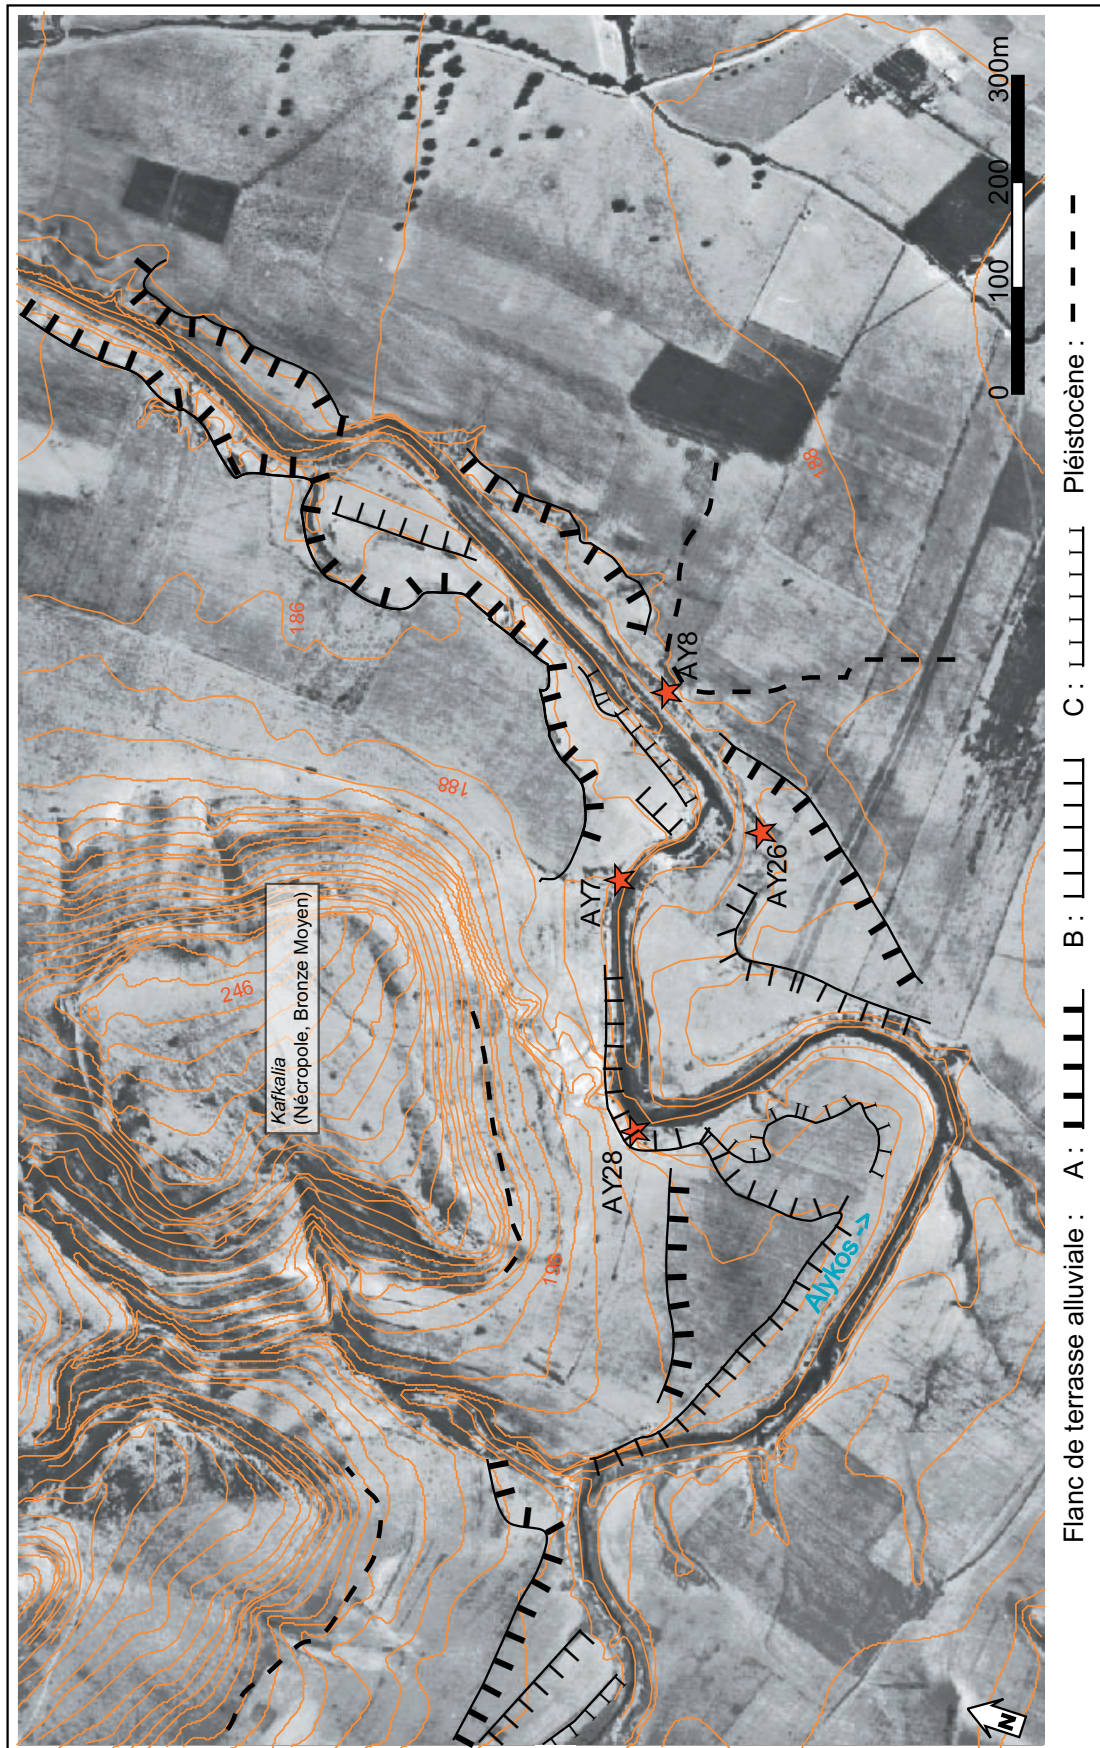 Kafkalia
(Nécropole, Bronze Moyen)
246
186
188
188
196
AY8
AY7
AY26
AY28
Alykos ->
0 100 200 300m
N
Flanc de terrasse alluviale : A : B : C : Pléistocène :